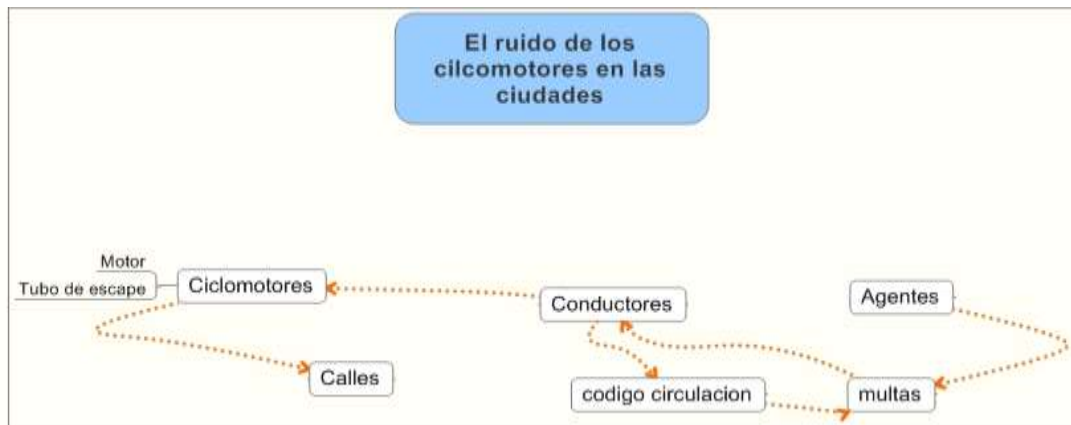 El ruido de los
cilcomotores en las
ciudades
Motor
Tubo de escape
Ciclomotores
Conductores
Agentes
Calles
codigo circulacion
multas